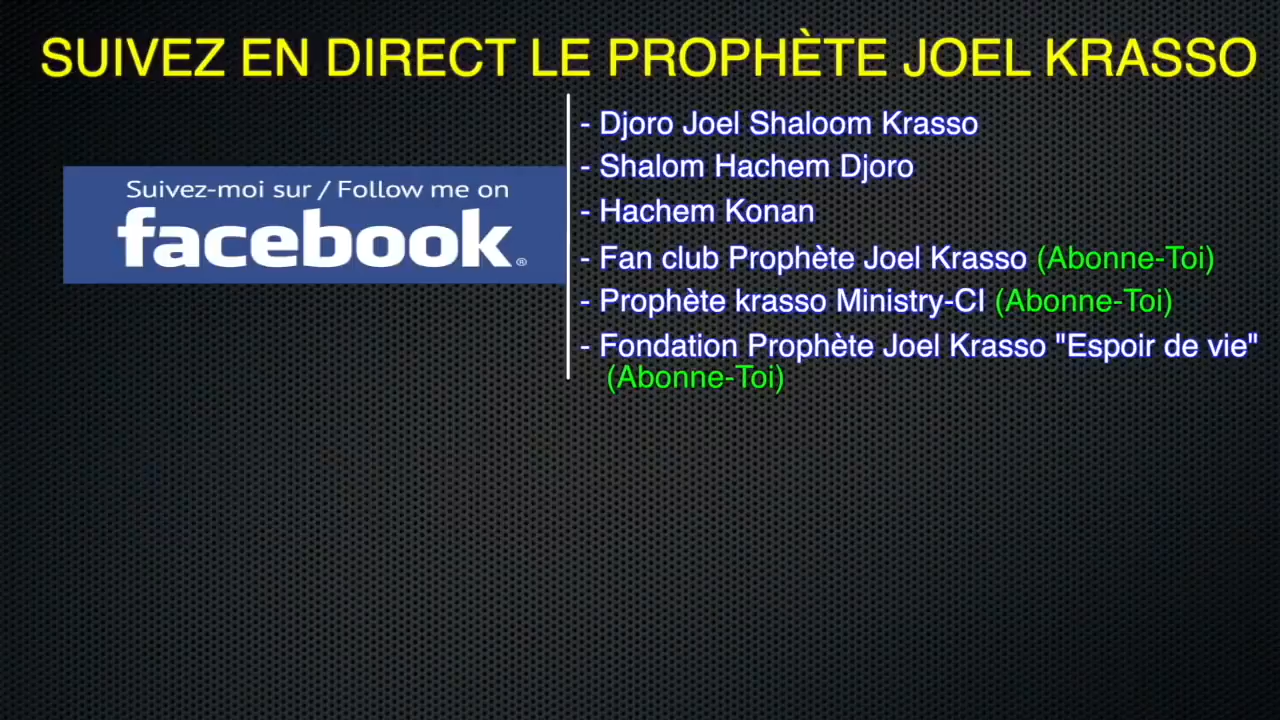 SUIVEZ EN DIRECT LE PROPHÈTE JOEL KRASSO
Suivez-moi sur / Follow me on
facebook®
- Djoro Joel Shaloom Krasso
- Shalom Hachem Djoro
- Hachem Konan
- Fan club Prophète Joel Krasso (Abonne-Toi)
- Prophète krasso Ministry-CI (Abonne-Toi)
- Fondation Prophète Joel Krasso "Espoir de vie"
(Abonne-Toi)